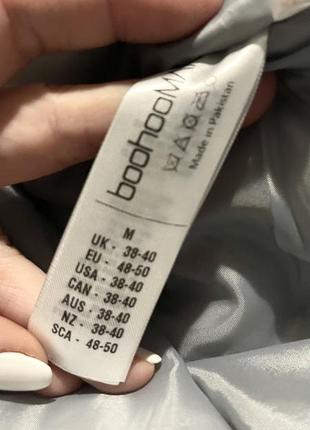 boohooMAN
Made in Pakistan
M
UK - 38-40
EU - 48-50
USA - 38-40
CAN - 38-40
AUS - 38-40
NZ - 38-40
SCA - 48-50